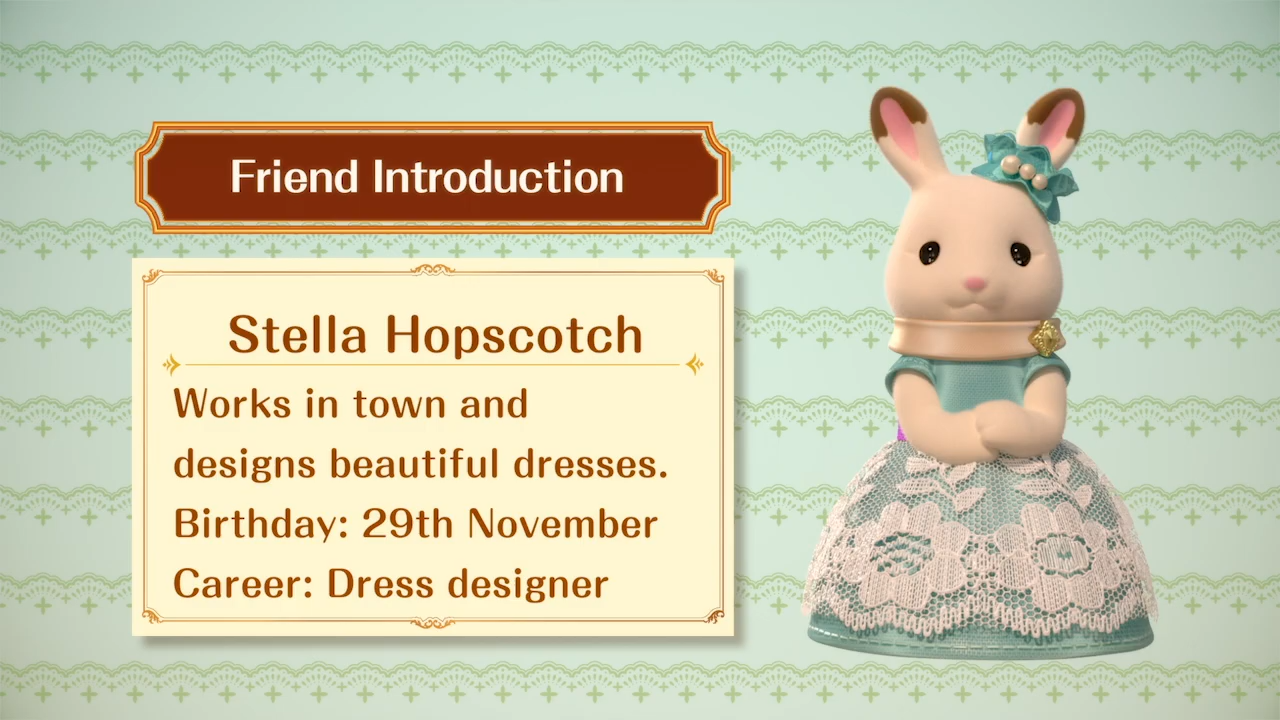 Friend Introduction
Stella Hopscotch
Works in town and
designs beautiful dresses.
Birthday: 29th November
Career: Dress designer